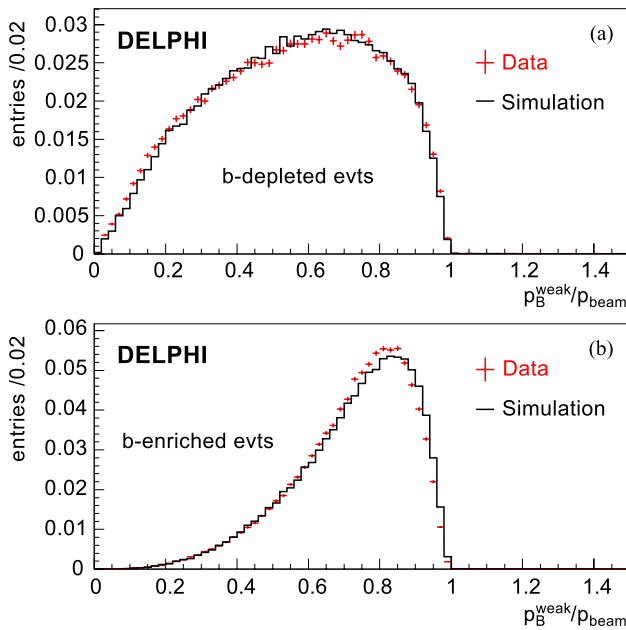 DELPHI
(a)
entries /0.02
0.03
0.025
0.02
0.015
0.01
0.005
0
Data
Simulation
b-depleted evts
0 0.2 0.4 0.6 0.8 1 1.2 1.4
p_B^weak/p_beam
DELPHI
(b)
entries /0.02
0.06
0.05
0.04
0.03
0.02
0.01
0
Data
Simulation
b-enriched evts
0 0.2 0.4 0.6 0.8 1 1.2 1.4
p_B^weak/p_beam